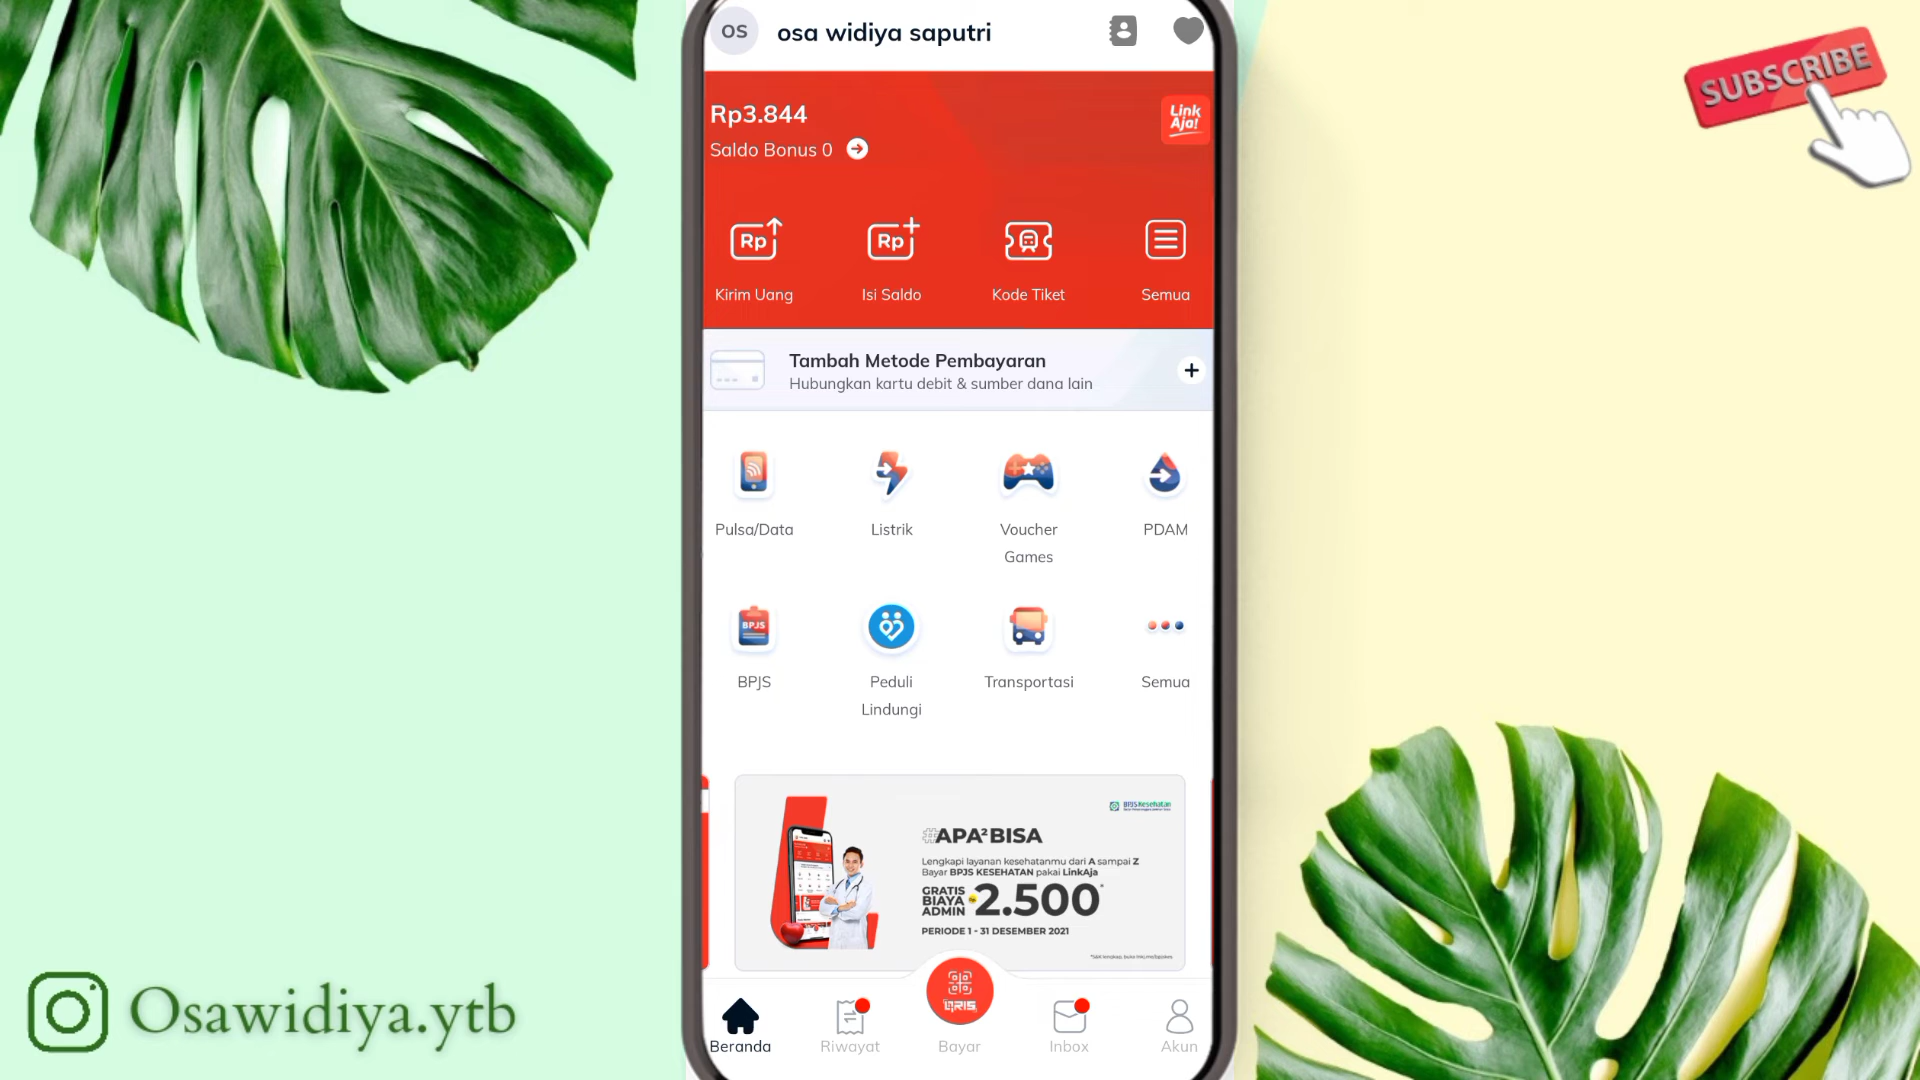 OS
osa widiya saputri
SUBSCRIBE
Rp3.844
Link
Aja!
Saldo Bonus 0
Rp
Rp
Kirim Uang
Isi Saldo
Kode Tiket
Semua
Tambah Metode Pembayaran
Hubungkan kartu debit & sumber dana lain
Pulsa/Data
Listrik
Voucher
Games
PDAM
BPJS
BPJS
Peduli
Lindungi
Transportasi
Semua
BPJS Kesehatan
#APA²BISA
Lengkapi layanan kesehatanmu dari A sampai Z
Bayar BPJS KESEHATAN pakai LinkAja
GRATIS
BIAYA
ADMIN
Rp 2.500*
PERIODE 1 - 31 DESEMBER 2021
QRIS
Beranda
Riwayat
Bayar
Inbox
Akun
Osawidiya.ytb